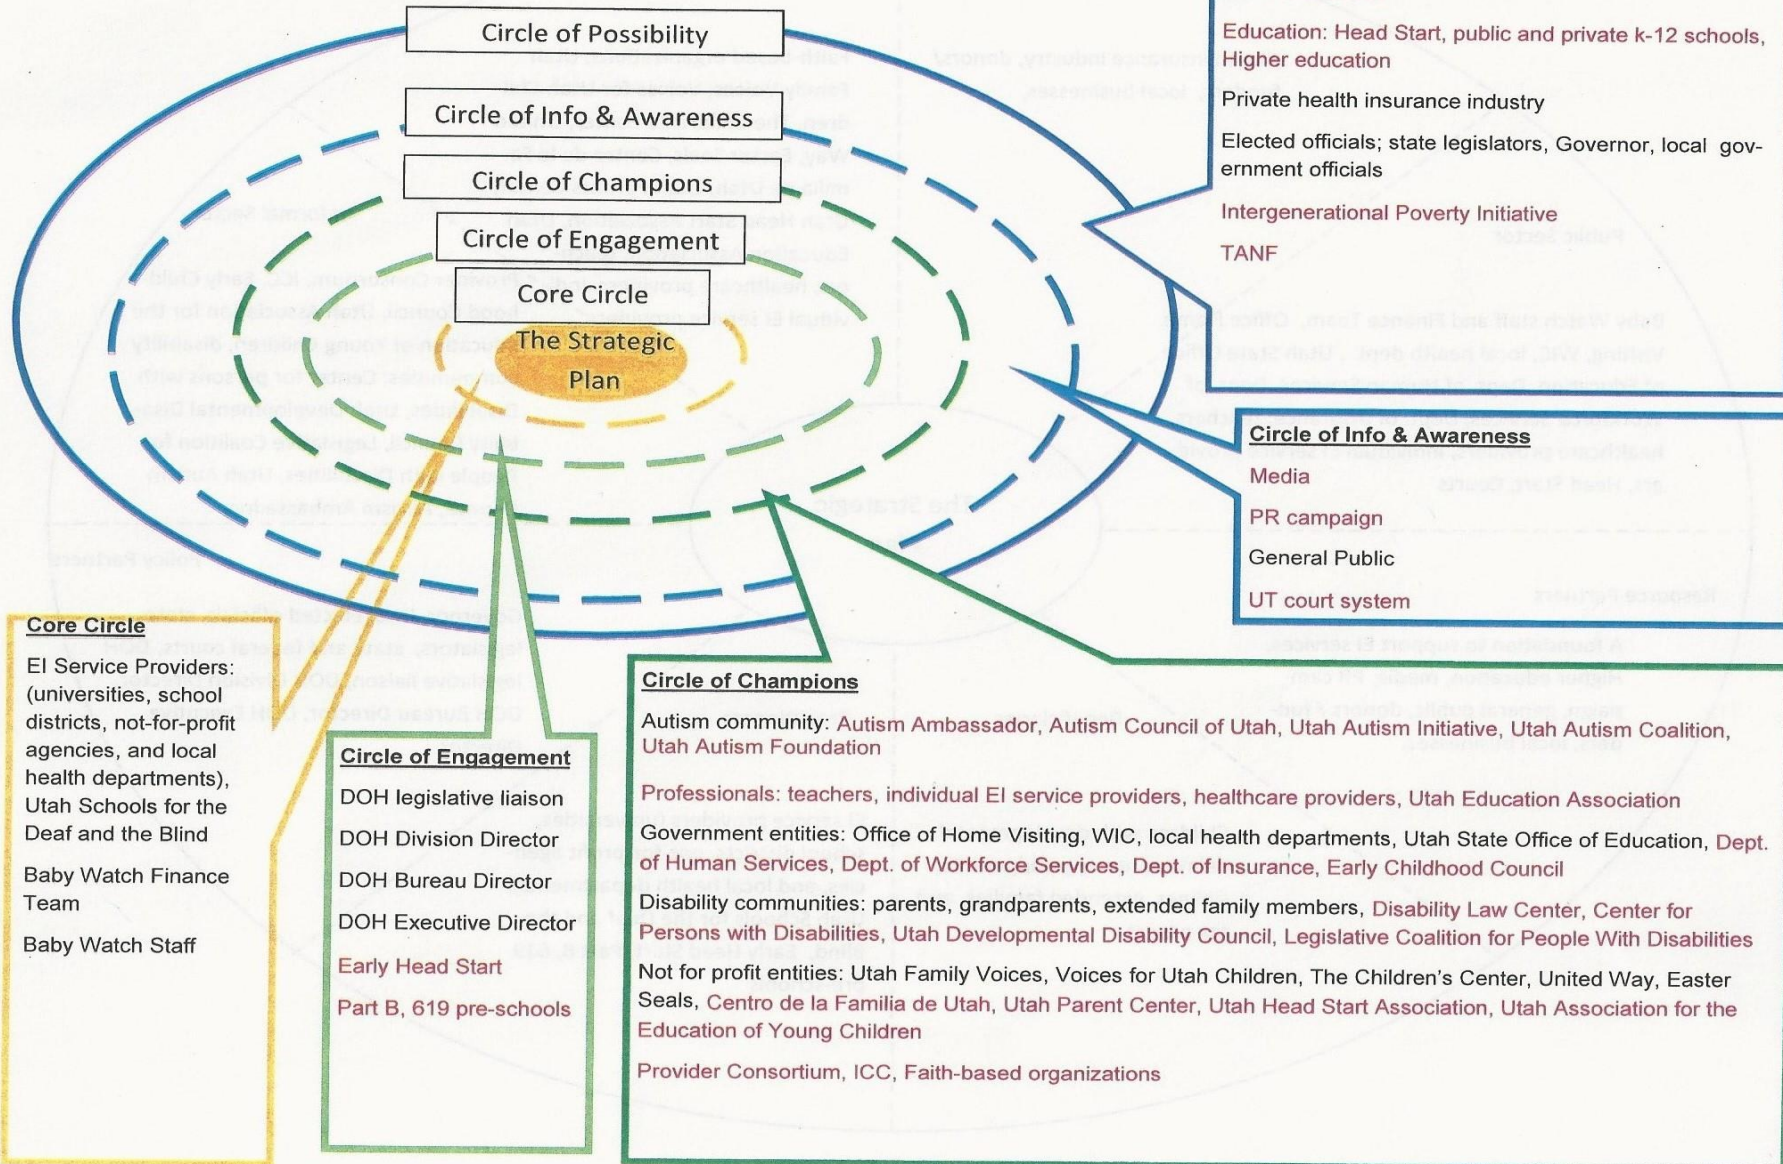 Circle of Possibility
Circle of Info & Awareness
Circle of Champions
Circle of Engagement
Core Circle
The Strategic
Plan
Education: Head Start, public and private k-12 schools,
Higher education
Private health insurance industry
Elected officials; state legislators, Governor, local gov-
ernment officials
Intergenerational Poverty Initiative
TANF
Circle of Info & Awareness
Media
PR campaign
General Public
UT court system
Core Circle
EI Service Providers:
(universities, school
districts, not-for-profit
agencies, and local
health departments),
Utah Schools for the
Deaf and the Blind
Baby Watch Finance
Team
Baby Watch Staff
Circle of Engagement
DOH legislative liaison
DOH Division Director
DOH Bureau Director
DOH Executive Director
Early Head Start
Part B, 619 pre-schools
Circle of Champions
Autism community: Autism Ambassador, Autism Council of Utah, Utah Autism Initiative, Utah Autism Coalition,
Utah Autism Foundation
Professionals: teachers, individual EI service providers, healthcare providers, Utah Education Association
Government entities: Office of Home Visiting, WIC, local health departments, Utah State Office of Education, Dept.
of Human Services, Dept. of Workforce Services, Dept. of Insurance, Early Childhood Council
Disability communities: parents, grandparents, extended family members, Disability Law Center, Center for
Persons with Disabilities, Utah Developmental Disability Council, Legislative Coalition for People With Disabilities
Not for profit entities: Utah Family Voices, Voices for Utah Children, The Children's Center, United Way, Easter
Seals, Centro de la Familia de Utah, Utah Parent Center, Utah Head Start Association, Utah Association for the
Education of Young Children
Provider Consortium, ICC, Faith-based organizations